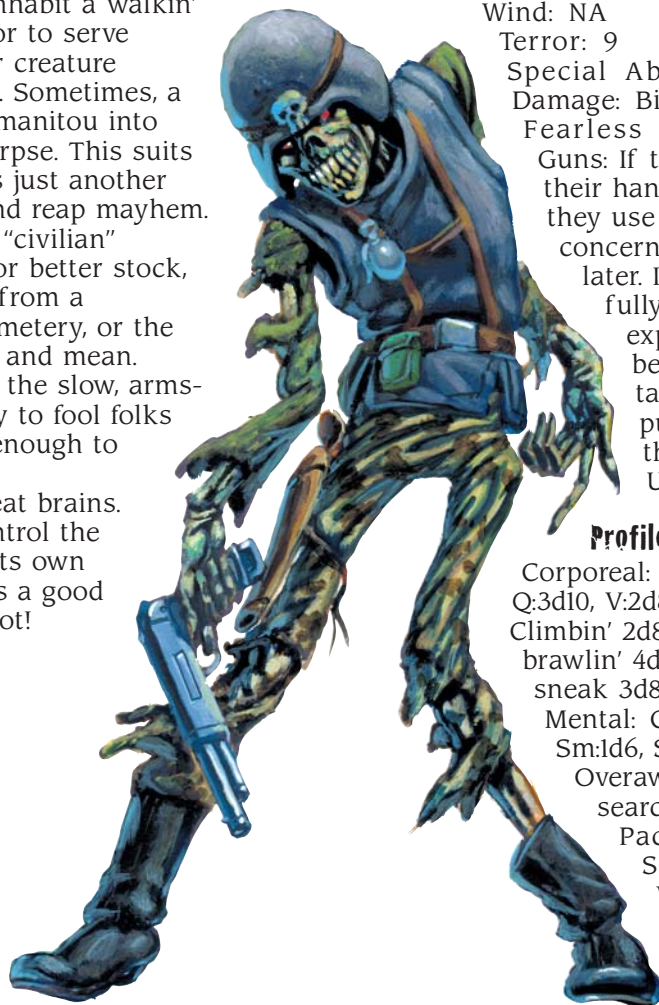 nhabit a walkin'
or to serve
r creature
. Sometimes, a
manitou into
rpse. This suits
s just another
nd reap mayhem.
"civilian"
or better stock,
from a
metery, or the
and mean.
the slow, arms-
y to fool folks
enough to
eat brains.
ntrol the
ts own
s a good
ot!
Wind: NA
Terror: 9
Special Ab
Damage: Bi
Fearless
Guns: If t
their han
they use
concern
later. I
fully
exp
be
ta
pu
th
U
Profile
Corporeal:
Q:3d10, V:2d8
Climbin' 2d8
brawlin' 4d
sneak 3d8
Mental: C
Sm:1d6, S
Overaw
searc
Pac
S